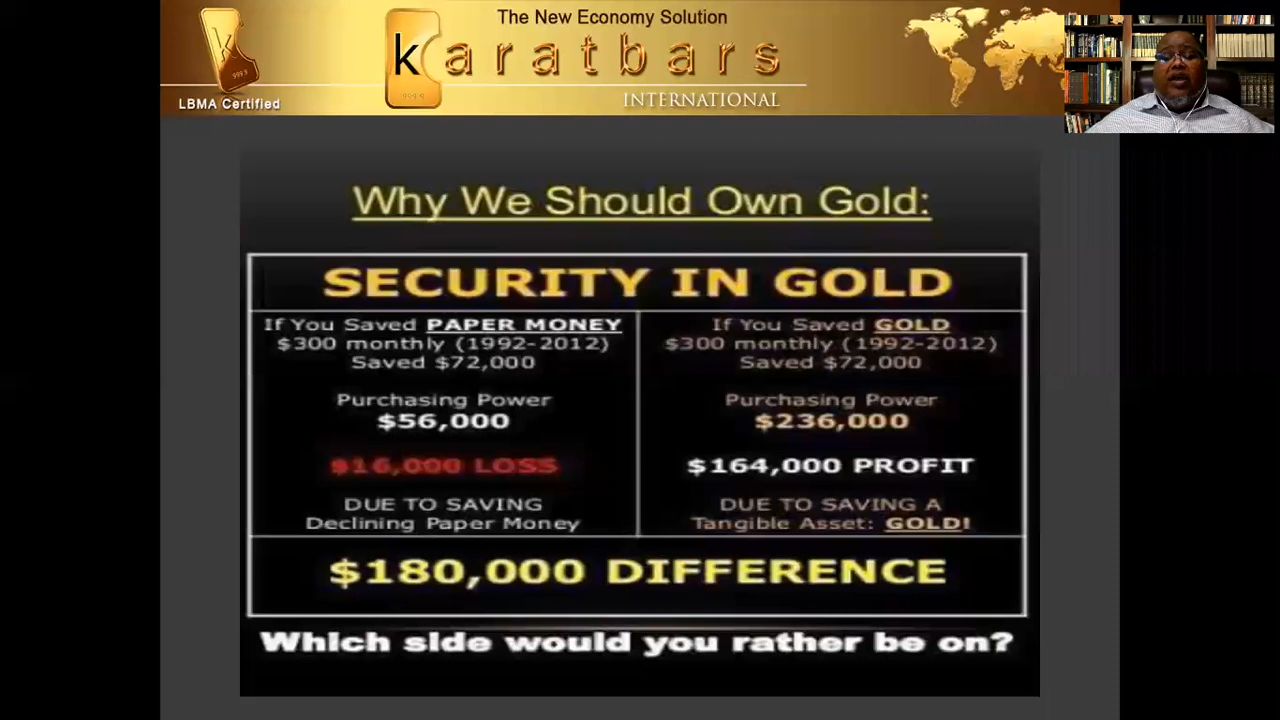 The New Economy Solution
karatbars
INTERNATIONAL
LBMA Certified
Why We Should Own Gold:
SECURITY IN GOLD
If You Saved PAPER MONEY
$300 monthly (1992-2012)
Saved $72,000
Purchasing Power
$56,000
$16,000 LOSS
DUE TO SAVING
Declining Paper Money
If You Saved GOLD
$300 monthly (1992-2012)
Saved $72,000
Purchasing Power
$236,000
$164,000 PROFIT
DUE TO SAVING A
Tangible Asset: GOLD!
$180,000 DIFFERENCE
Which side would you rather be on?